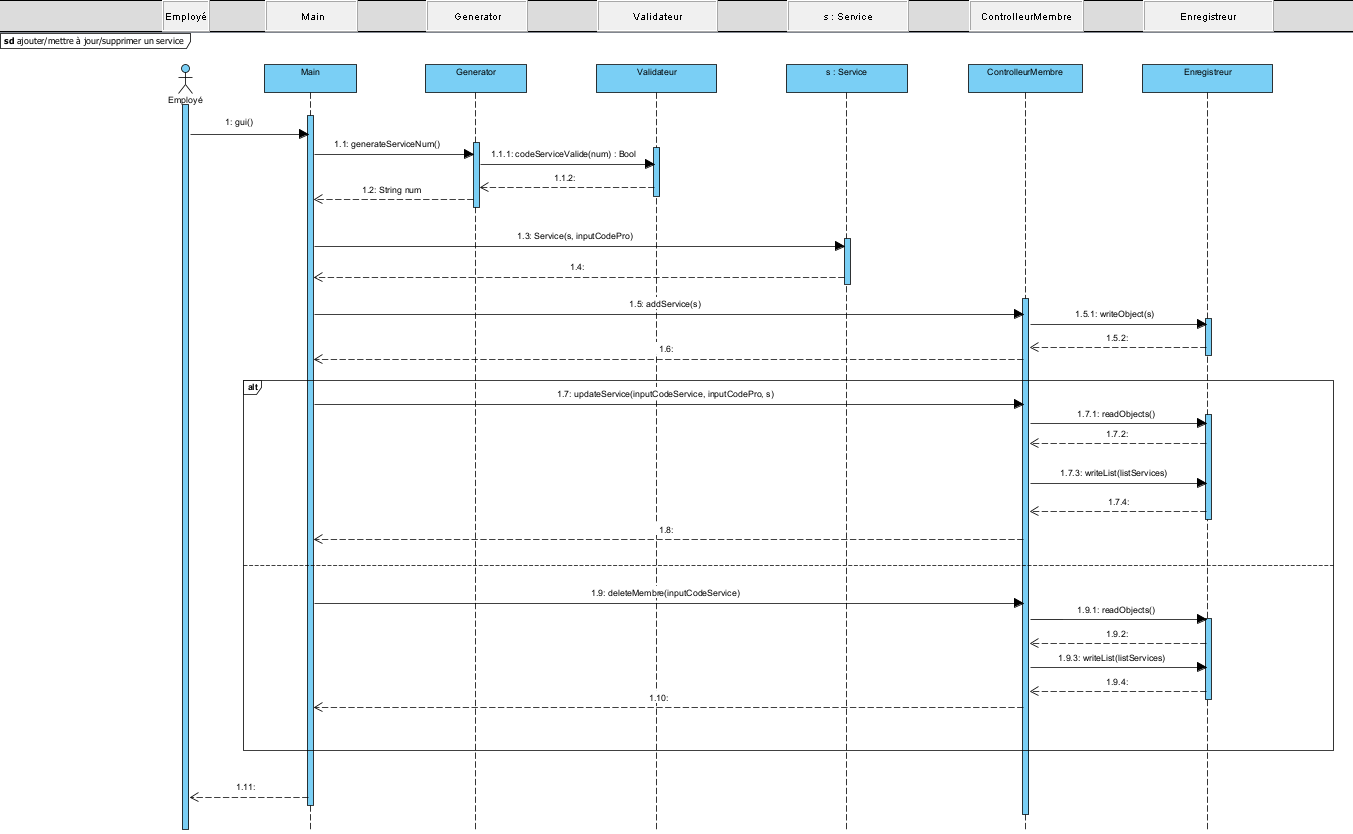 Employé Main Generator Validateur s : Service ControlleurMembre Enregistreur
sd ajouter/mettre à jour/supprimer un service
Main Generator Validateur s : Service ControlleurMembre Enregistreur
Employé
1: gui()
1.1: generateServiceNum()
1.1.1: codeServiceValide(num) : Bool
1.1.2:
1.2: String num
1.3: Service(s, inputCodePro)
1.4:
1.5: addService(s)
1.5.1: writeObject(s)
1.5.2:
1.6:
alt
1.7: updateService(inputCodeService, inputCodePro, s)
1.7.1: readObjects()
1.7.2:
1.7.3: writeList(listServices)
1.7.4:
1.8:
1.9: deleteMembre(inputCodeService)
1.9.1: readObjects()
1.9.2:
1.9.3: writeList(listServices)
1.9.4:
1.10:
1.11: